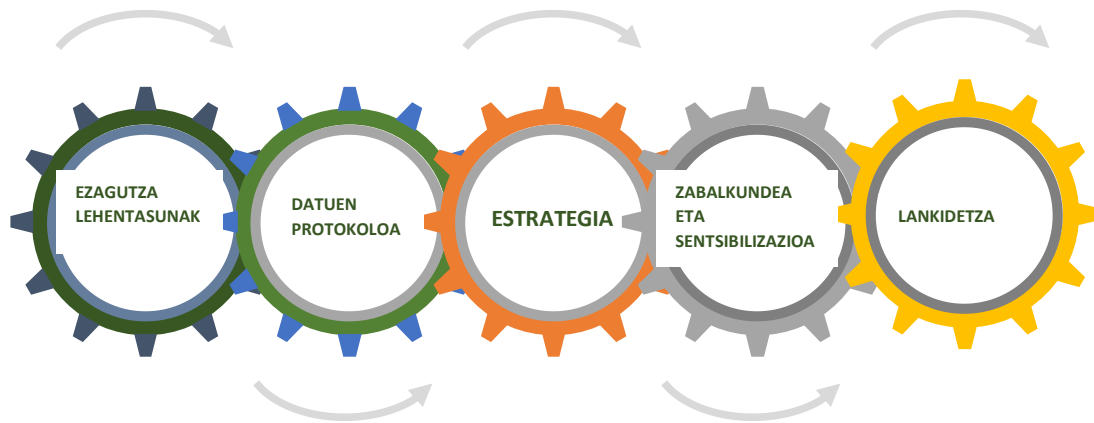 EZAGUTZA
LEHENTASUNAK
DATUEN
PROTOKOLOA
ESTRATEGIA
ZABALKUNDEA
ETA
SENTSIBILIZAZIOA
LANKIDETZA